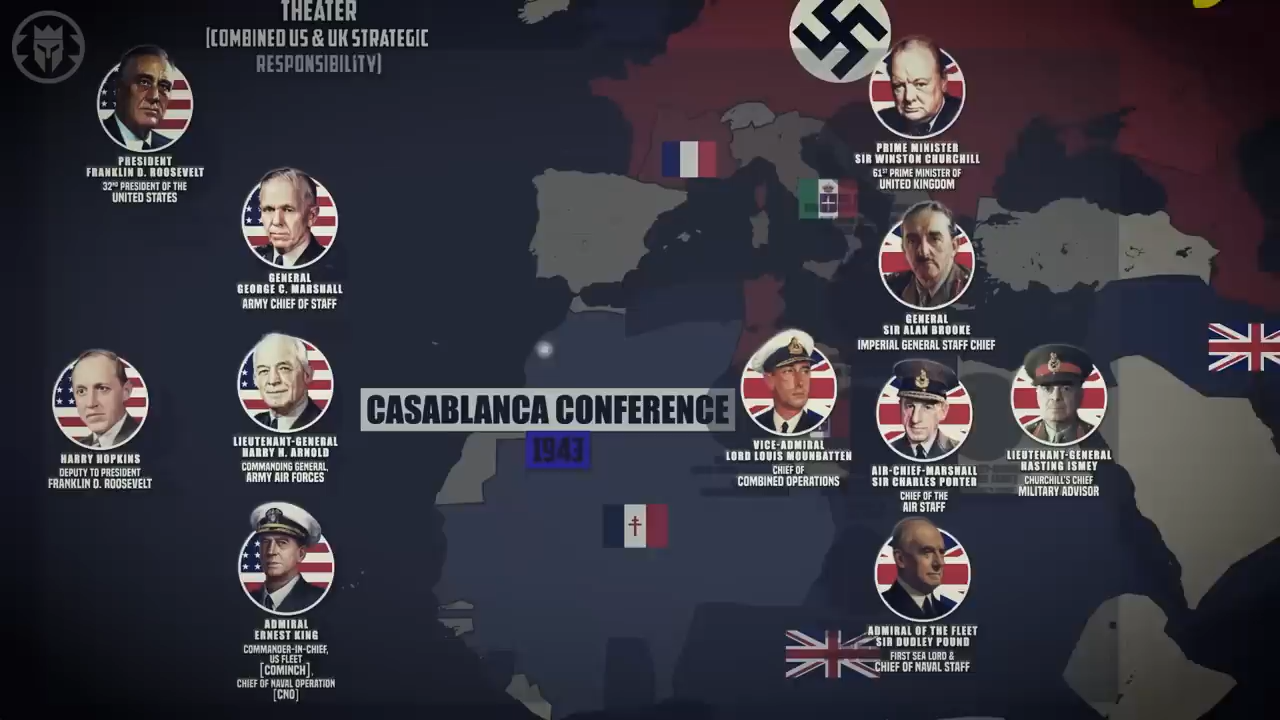 THEATER
[COMBINED US & UK STRATEGIC
RESPONSIBILITY]
PRESIDENT
FRANKLIN D. ROOSEVELT
32ND PRESIDENT OF THE
UNITED STATES
GENERAL
GEORGE C. MARSHALL
ARMY CHIEF OF STAFF
HARRY HOPKINS
DEPUTY TO PRESIDENT
FRANKLIN D. ROOSEVELT
LIEUTENANT-GENERAL
HARRY H. ARNOLD
COMMANDING GENERAL,
ARMY AIR FORCES
ADMIRAL
ERNEST KING
COMMANDER-IN-CHIEF,
US FLEET
[COMINCH],
CHIEF OF NAVAL OPERATION
[CNO]
CASABLANCA CONFERENCE
1943
PRIME MINISTER
SIR WINSTON CHURCHILL
61ST PRIME MINISTER OF
UNITED KINGDOM
GENERAL
SIR ALAN BROOKE
IMPERIAL GENERAL STAFF CHIEF
VICE-ADMIRAL
LORD LOUIS MOUNBATTEN
CHIEF OF
COMBINED OPERATIONS
AIR-CHIEF-MARSHALL
SIR CHARLES PORTER
CHIEF OF THE
AIR STAFF
LIEUTENANT-GENERAL
HASTING ISMEY
CHURCHILL'S CHIEF
MILITARY ADVISOR
ADMIRAL OF THE FLEET
SIR DUDLEY POUND
FIRST SEA LORD &
CHIEF OF NAVAL STAFF